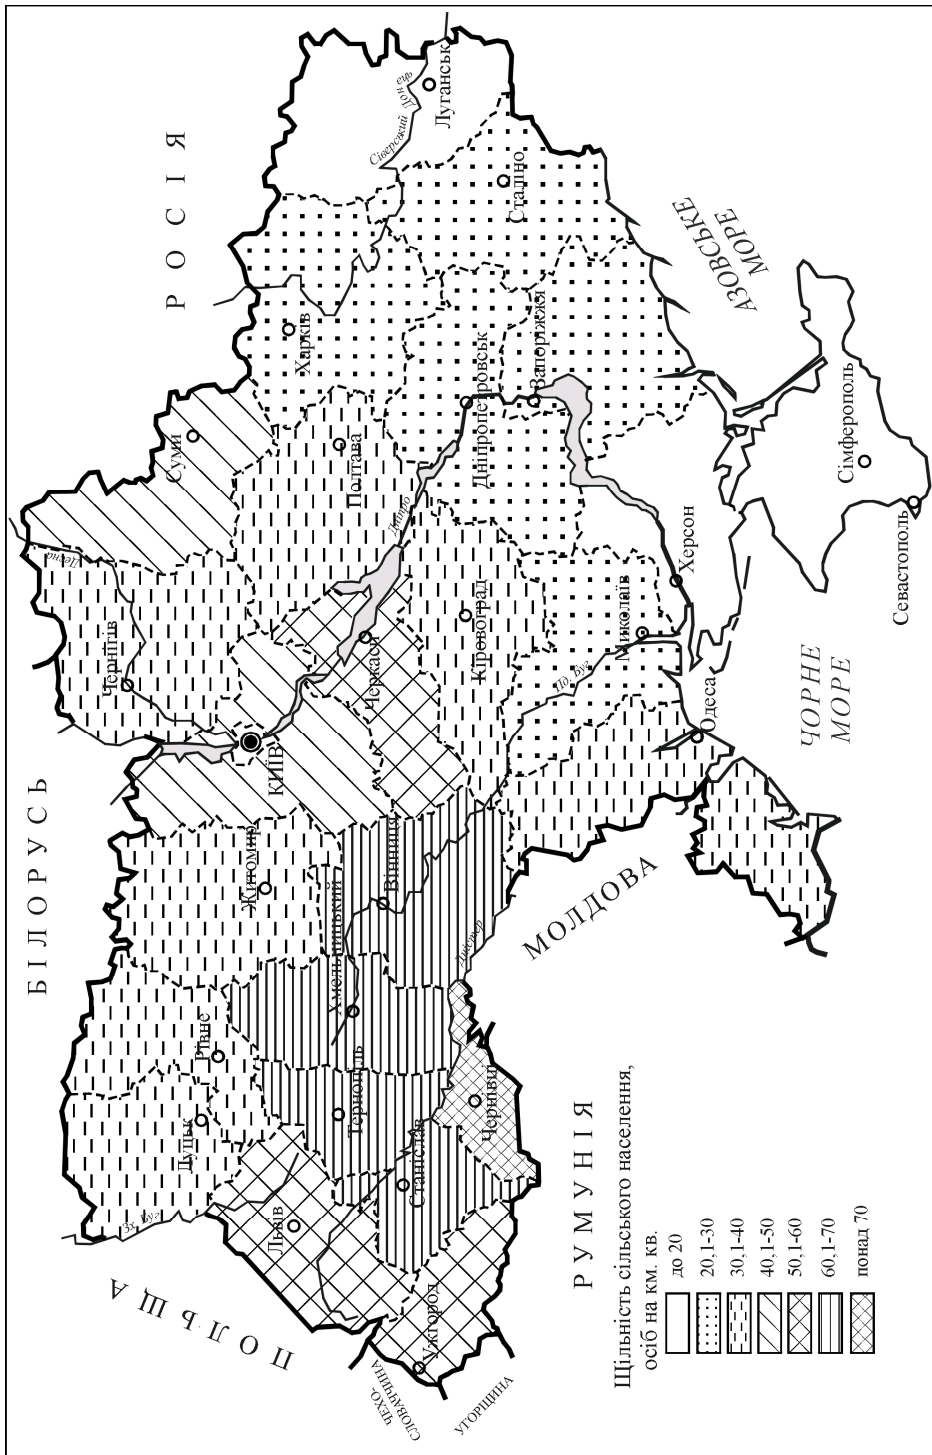 БІЛОРУСЬ
РОСІЯ
ПОЛЬЩА
ЧЕХО-
СЛОВАЧЧИНА
УГОРЩИНА
РУМУНІЯ
МОЛДОВА
ЧОРНЕ
МОРЕ
АЗОВСЬКЕ
МОРЕ
Зх. Буг
Десна
Дніпро
Сіверський Донець
Дністер
Пд. Буг
Луцьк
Рівне
Житомир
КИЇВ
Чернігів
Суми
Львів
Тернопіль
Хмельницький
Вінниця
Черкаси
Полтава
Харків
Луганськ
Ужгород
Станіслав
Чернівці
Кіровоград
Дніпропетровськ
Запоріжжя
Сталіно
Одеса
Миколаїв
Херсон
Сімферополь
Севастополь
Щільність сільського населення,
осіб на км. кв.
до 20
20,1-30
30,1-40
40,1-50
50,1-60
60,1-70
понад 70